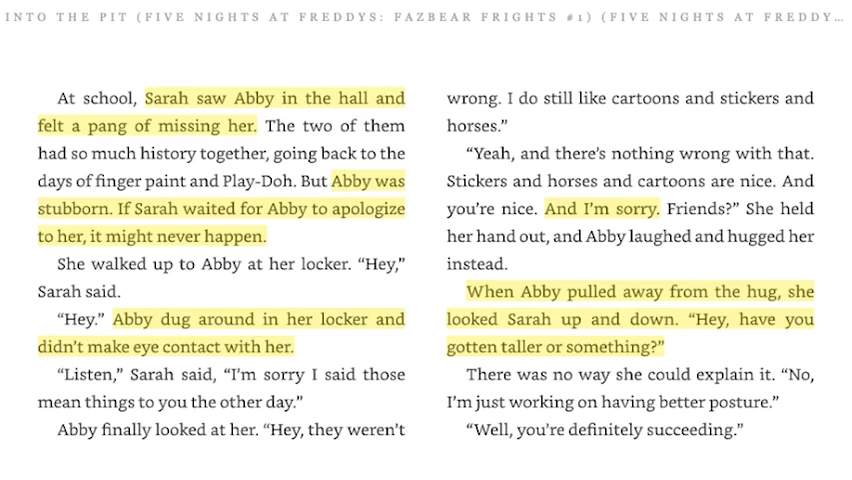 INTO THE PIT (FIVE NIGHTS AT FREDDYS: FAZBEAR FRIGHTS #1) (FIVE NIGHTS AT FREDDY…
At school, Sarah saw Abby in the hall and
felt a pang of missing her. The two of them
had so much history together, going back to the
days of finger paint and Play-Doh. But Abby was
stubborn. If Sarah waited for Abby to apologize
to her, it might never happen.
She walked up to Abby at her locker. “Hey,”
Sarah said.
“Hey.” Abby dug around in her locker and
didn’t make eye contact with her.
“Listen,” Sarah said, “I’m sorry I said those
mean things to you the other day.”
Abby finally looked at her. “Hey, they weren’t
wrong. I do still like cartoons and stickers and
horses.”
“Yeah, and there’s nothing wrong with that.
Stickers and horses and cartoons are nice. And
you’re nice. And I’m sorry. Friends?” She held
her hand out, and Abby laughed and hugged her
instead.
When Abby pulled away from the hug, she
looked Sarah up and down. “Hey, have you
gotten taller or something?”
There was no way she could explain it. “No,
I’m just working on having better posture.”
“Well, you’re definitely succeeding.”